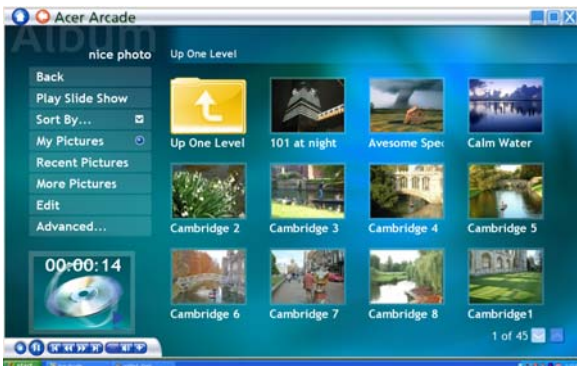 Acer Arcade
Album
nice photo
Up One Level
Back
Play Slide Show
Sort By...
My Pictures
Recent Pictures
More Pictures
Edit
Advanced...
00:00:14
Up One Level
101 at night
Avesome Spec
Calm Water
Cambridge 2
Cambridge 3
Cambridge 4
Cambridge 5
Cambridge 6
Cambridge 7
Cambridge 8
Cambridge1
1 of 45